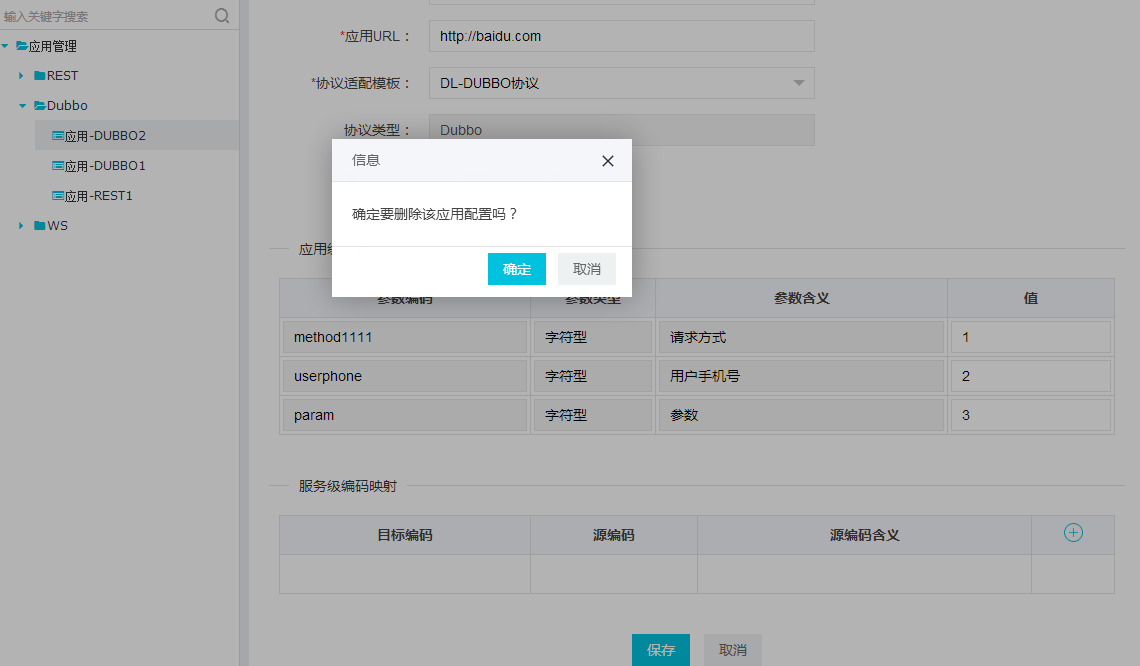 输入关键字搜索
应用管理
REST
Dubbo
应用-DUBBO2
应用-DUBBO1
应用-REST1
WS
*应用URL： http://baidu.com
*协议适配模板： DL-DUBBO协议
协议类型： Dubbo
信息
确定要删除该应用配置吗？
确定 取消
应用
参数编码 参数类型 参数含义 值
method1111 字符型 请求方式 1
userphone 字符型 用户手机号 2
param 字符型 参数 3
服务级编码映射
目标编码 源编码 源编码含义
保存 取消